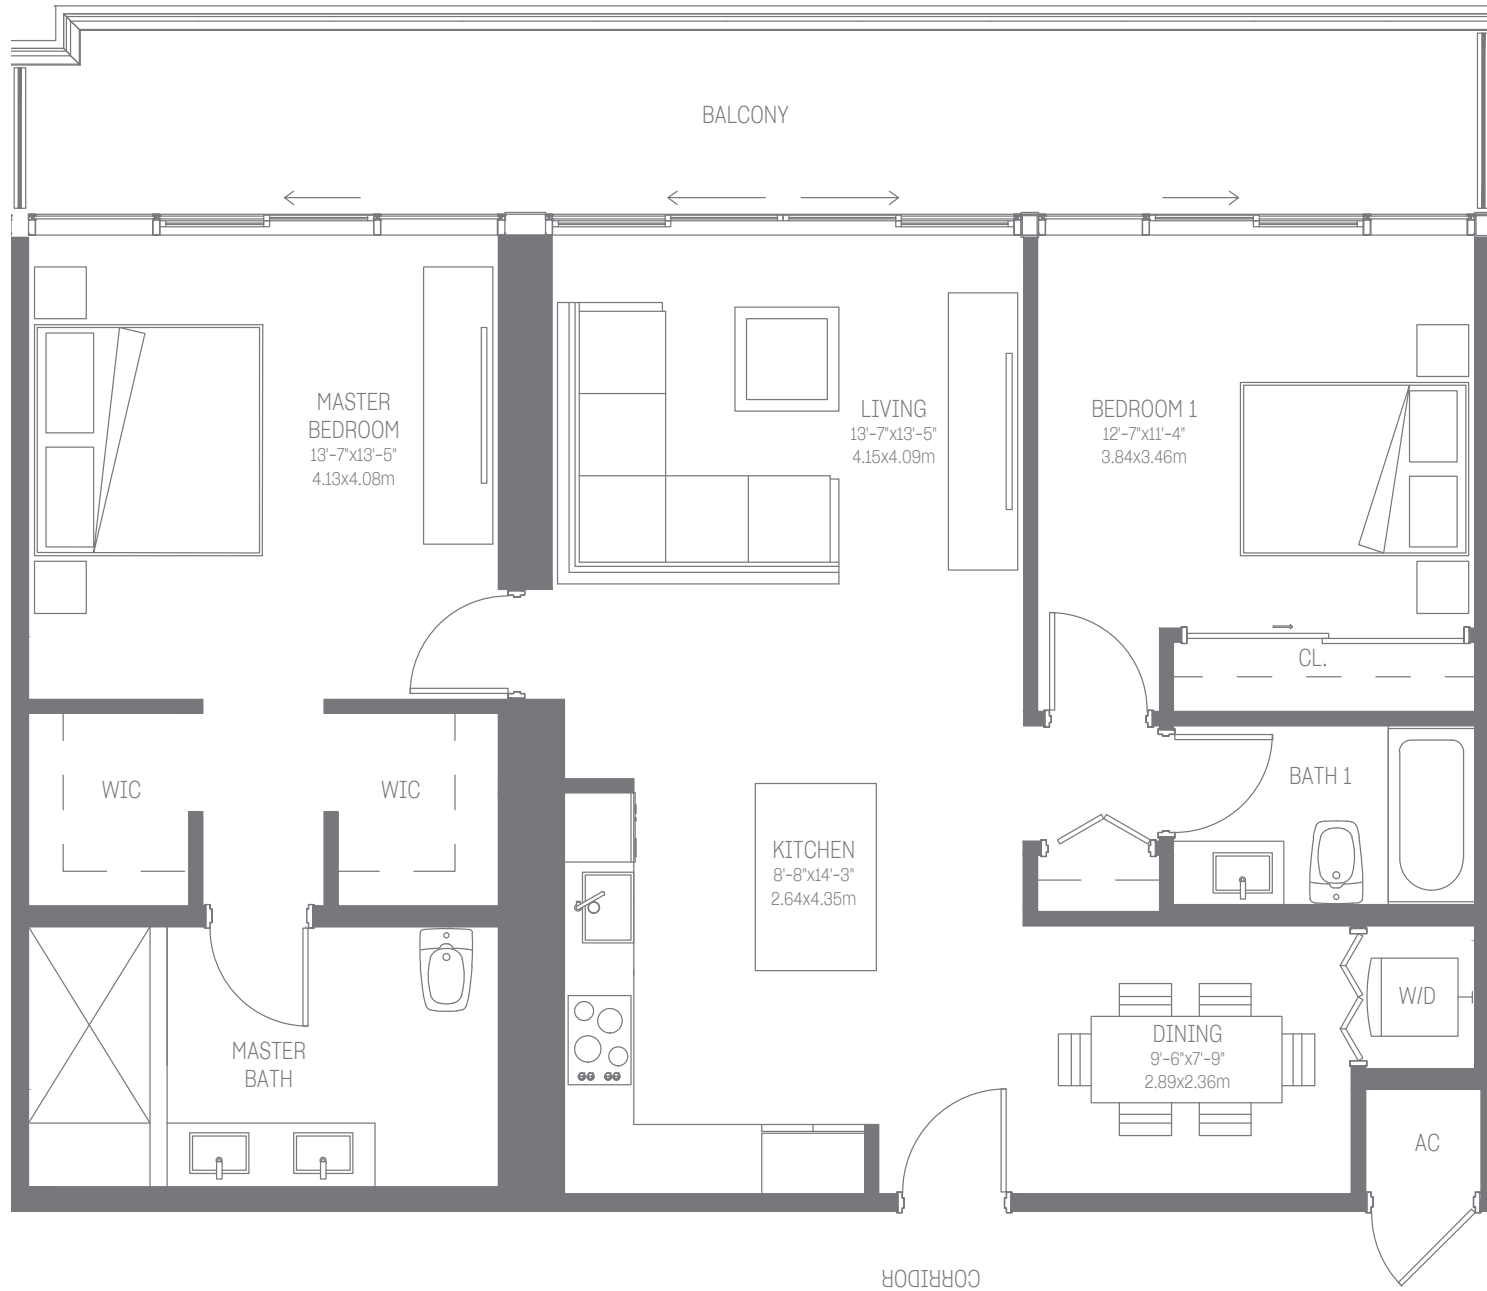 BALCONY
MASTER
BEDROOM
13'-7"x13'-5"
4.13x4.08m
LIVING
13'-7"x13'-5"
4.15x4.09m
BEDROOM 1
12'-7"x11'-4"
3.84x3.46m
CL.
WIC
WIC
BATH 1
KITCHEN
8'-8"x14'-3"
2.64x4.35m
W/D
MASTER
BATH
DINING
9'-6"x7'-9"
2.89x2.36m
AC
CORRIDOR